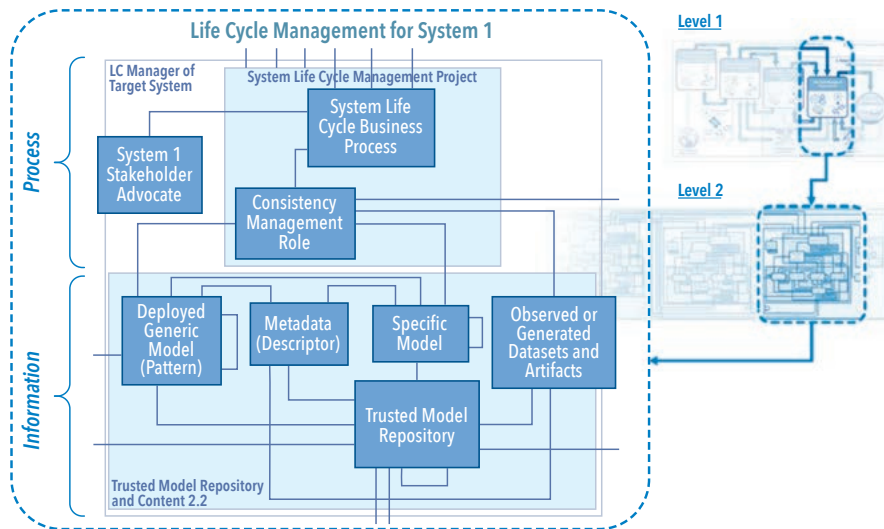 Life Cycle Management for System 1
Level 1
LC Manager of
Target System
System Life Cycle Management Project
System Life
Cycle Business
Process
Process
System 1
Stakeholder
Advocate
Consistency
Management
Role
Level 2
Information
Deployed
Generic
Model
(Pattern)
Metadata
(Descriptor)
Specific
Model
Observed or
Generated
Datasets and
Artifacts
Trusted Model
Repository
Trusted Model Repository
and Content 2.2